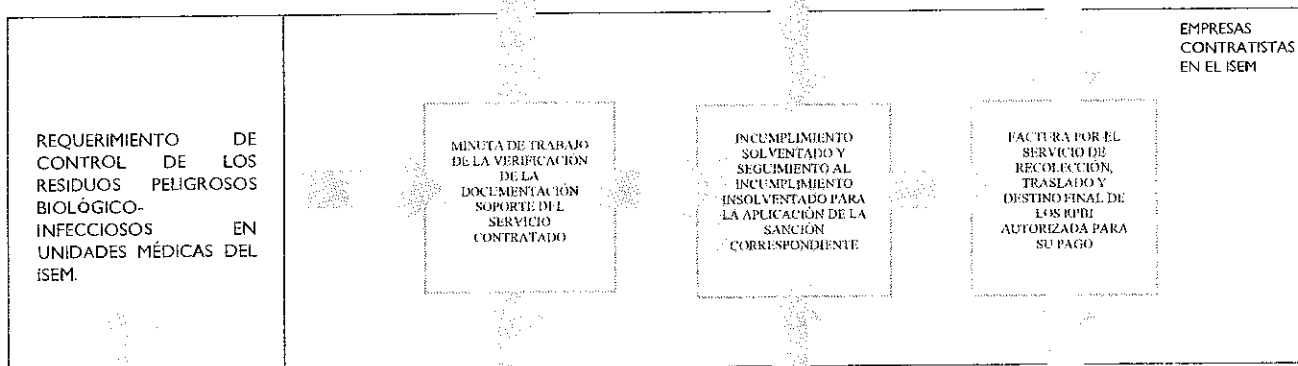 REQUERIMIENTO DE
CONTROL DE LOS
RESIDUOS PELIGROSOS
BIOLÓGICO-
INFECCIOSOS EN
UNIDADES MÉDICAS DEL
ISEM.
MINUTA DE TRABAJO
DE LA VERIFICACIÓN
DE LA
DOCUMENTACIÓN
SOPORTE DEL
SERVICIO
CONTRATADO
INCUMPLIMIENTO
SOLVENTADO Y
SEGUIMIENTO AL
INCUMPLIMIENTO
INSOLVENTADO PARA
LA APLICACIÓN DE LA
SANCIÓN
CORRESPONDIENTE
FACTURA POR EL
SERVICIO DE
RECOLECCIÓN,
TRASLADO Y
DESTINO FINAL DE
LOS RPBI
AUTORIZADA PARA
SU PAGO
EMPRESAS
CONTRATISTAS
EN EL ISEM